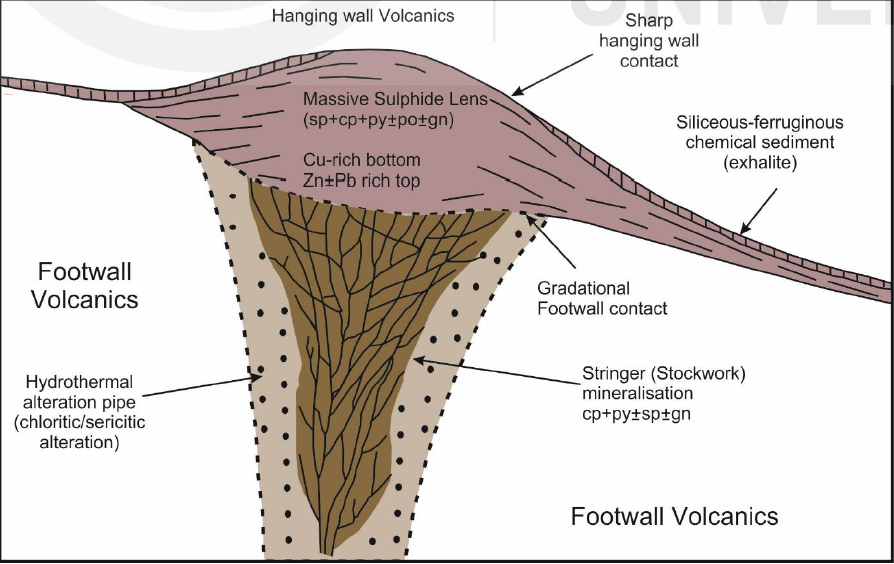 UNIVE
Hanging wall Volcanics
Sharp
hanging wall
contact
Massive Sulphide Lens
(sp+cp+py±po±gn)
Cu-rich bottom
Zn±Pb rich top
Siliceous-ferruginous
chemical sediment
(exhalite)
Footwall
Volcanics
Gradational
Footwall contact
Hydrothermal
alteration pipe
(chloritic/sericitic
alteration)
Stringer (Stockwork)
mineralisation
cp+py±sp±gn
Footwall Volcanics